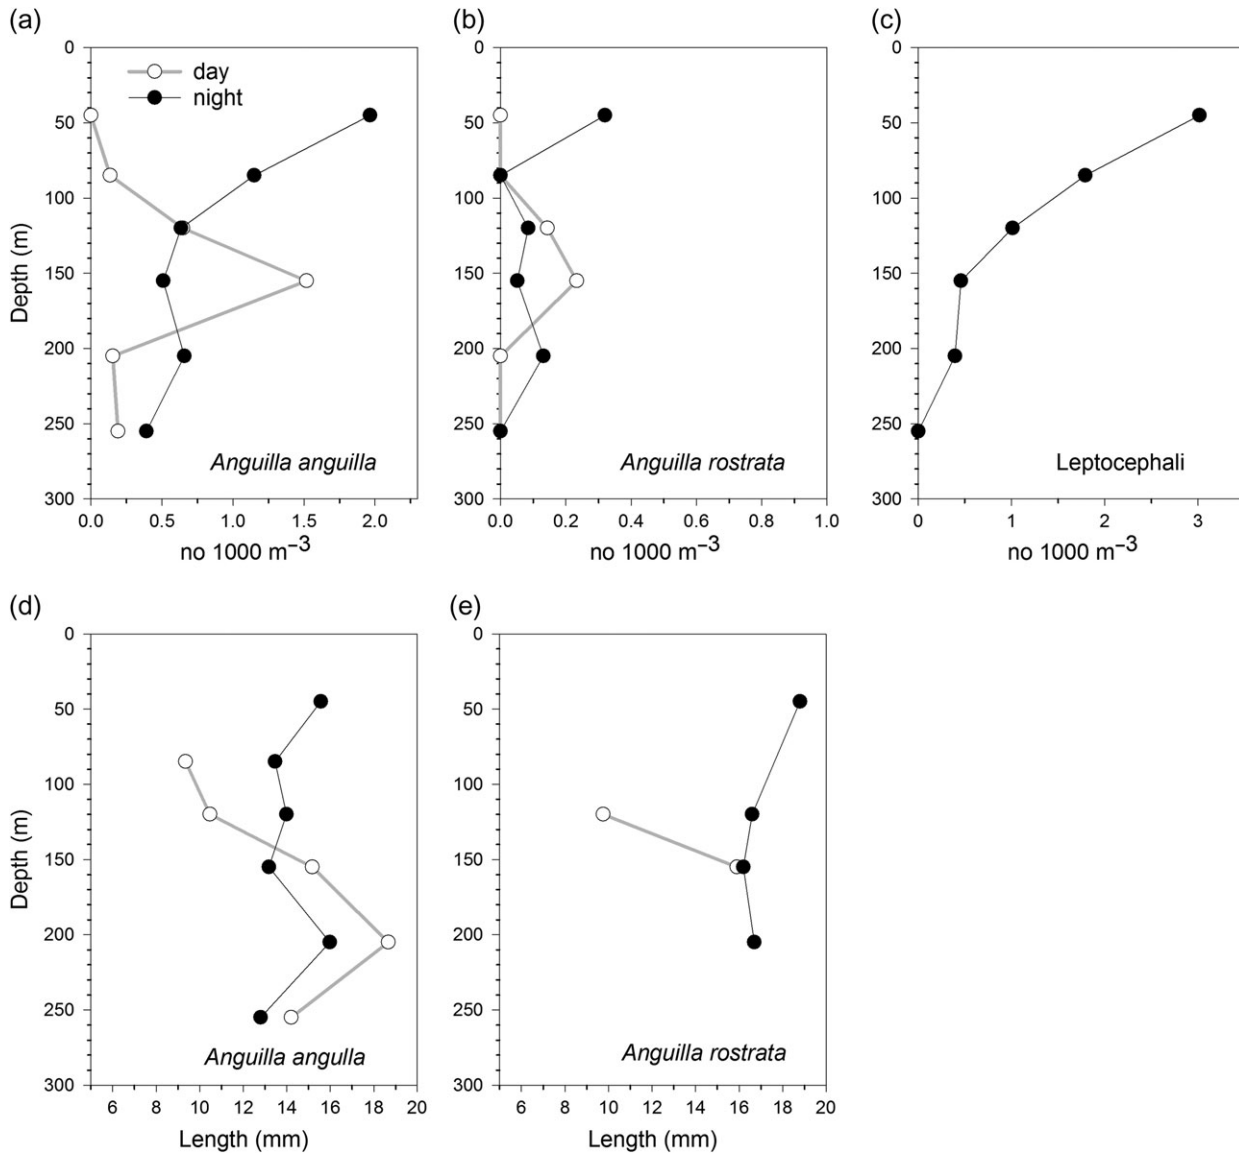 (a)
0
50
100
150
200
250
300
Depth (m)
day
night
Anguilla anguilla
0.0 0.5 1.0 1.5 2.0
no 1000 m⁻³
(b)
0
50
100
150
200
250
300
Anguilla rostrata
0.0 0.2 0.4 0.6 0.8 1.0
no 1000 m⁻³
(c)
0
50
100
150
200
250
300
Leptocephali
0 1 2 3
no 1000 m⁻³
(d)
0
50
100
150
200
250
300
Depth (m)
Anguilla angulla
6 8 10 12 14 16 18 20
Length (mm)
(e)
0
50
100
150
200
250
300
Anguilla rostrata
6 8 10 12 14 16 18 20
Length (mm)